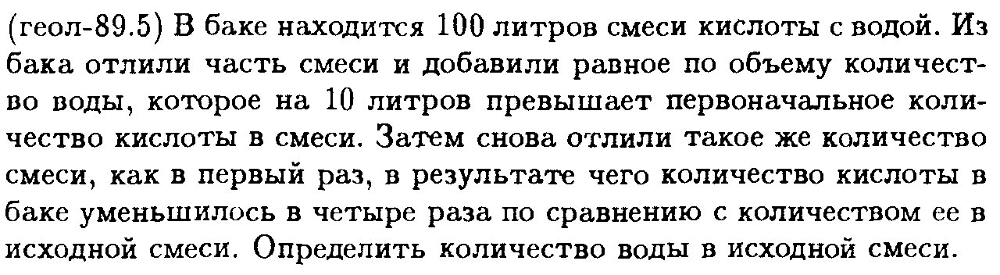 (геол-89.5) В баке находится 100 литров смеси кислоты с водой. Из
бака отлили часть смеси и добавили равное по объему количест-
во воды, которое на 10 литров превышает первоначальное коли-
чество кислоты в смеси. Затем снова отлили такое же количество
смеси, как в первый раз, в результате чего количество кислоты в
баке уменьшилось в четыре раза по сравнению с количеством ее в
исходной смеси. Определить количество воды в исходной смеси.